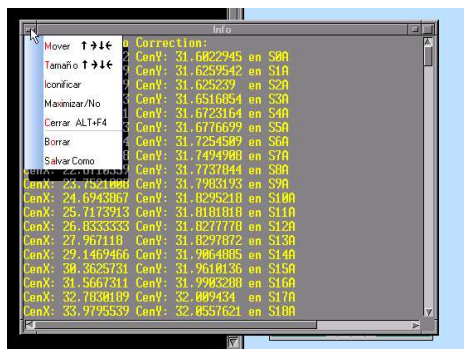 Info
Mover ↑→↓←
Tamaño ↑→↓←
Iconificar
Maximizar/No
Cerrar ALT+F4
Borrar
Salvar Como
Correction:
CenY: 31.6022945 en S0A
CenY: 31.6259542 en S1A
CenY: 31.625239 en S2A
CenY: 31.6516854 en S3A
CenY: 31.6723164 en S4A
CenY: 31.6776699 en S5A
CenY: 31.7254509 en S6A
CenY: 31.7494908 en S7A
CenX: CenY: 31.7737844 en S8A
CenX: 23.7521008 CenY: 31.7983193 en S9A
CenX: 24.6943867 CenY: 31.8295218 en S10A
CenX: 25.7173913 CenY: 31.8181818 en S11A
CenX: 26.8333333 CenY: 31.8277778 en S12A
CenX: 27.967118 CenY: 31.8297872 en S13A
CenX: 29.1469466 CenY: 31.9064885 en S14A
CenX: 30.3625731 CenY: 31.9610136 en S15A
CenX: 31.5667311 CenY: 31.9903288 en S16A
CenX: 32.7830189 CenY: 32.009434 en S17A
CenX: 33.9795539 CenY: 32.0557621 en S18A